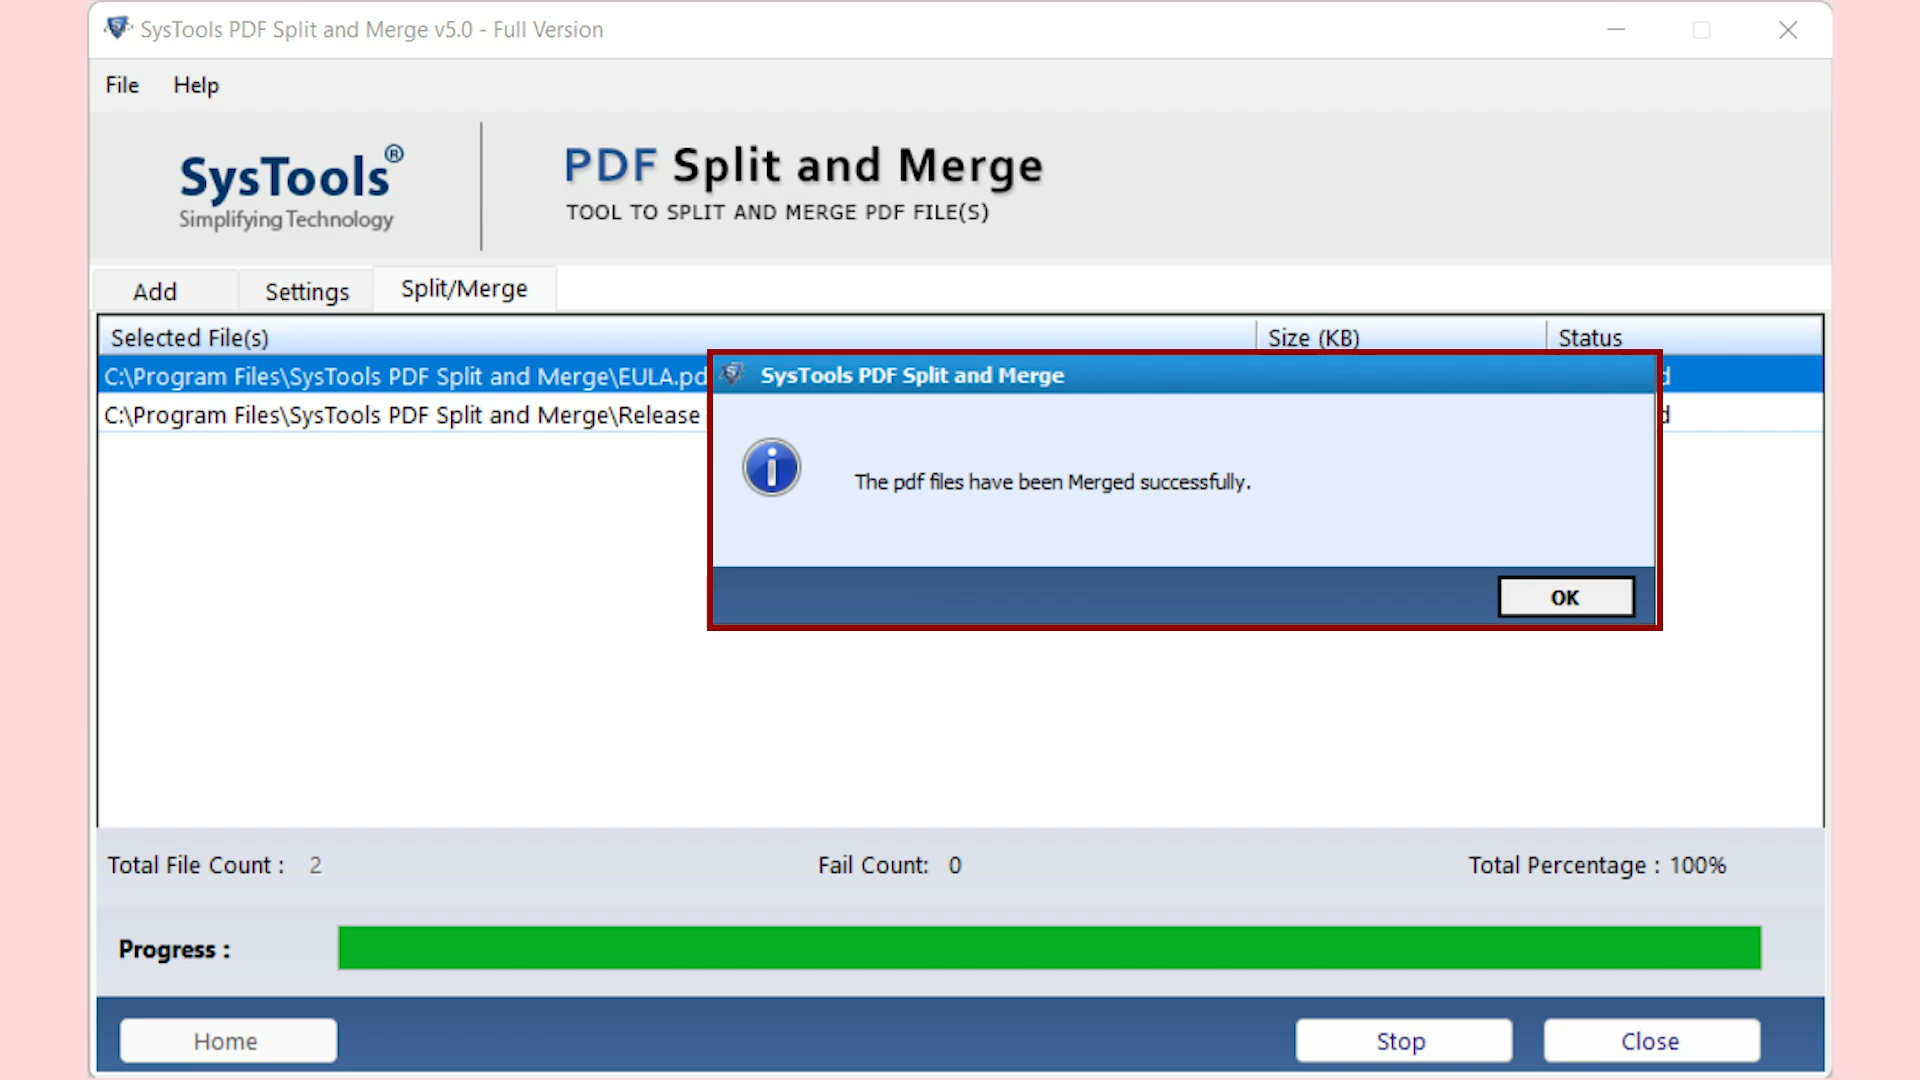 SysTools PDF Split and Merge v5.0 - Full Version
File Help
SysTools®
Simplifying Technology
PDF Split and Merge
TOOL TO SPLIT AND MERGE PDF FILE(S)
Add Settings Split/Merge
Selected File(s) Size (KB) Status
C:\Program Files\SysTools PDF Split and Merge\EULA.pd
C:\Program Files\SysTools PDF Split and Merge\Release
SysTools PDF Split and Merge
The pdf files have been Merged successfully.
OK
Total File Count : 2 Fail Count: 0 Total Percentage : 100%
Progress :
Home Stop Close